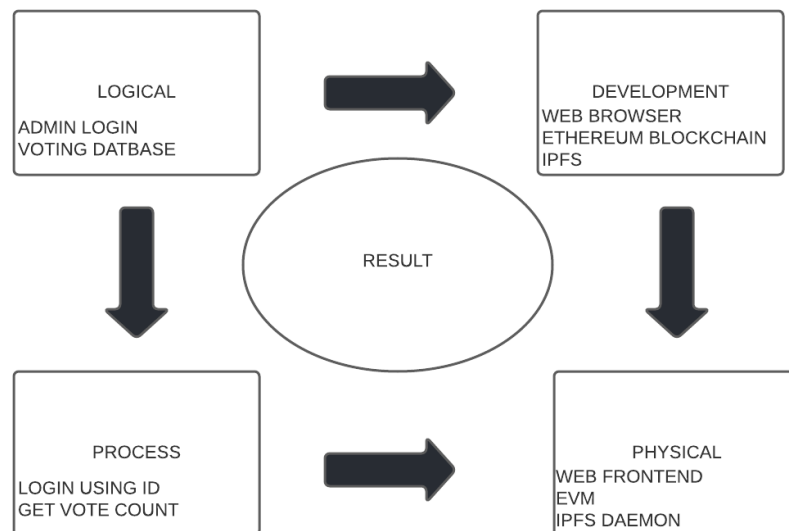 LOGICAL
ADMIN LOGIN
VOTING DATBASE
DEVELOPMENT
WEB BROWSER
ETHEREUM BLOCKCHAIN
IPFS
RESULT
PROCESS
LOGIN USING ID
GET VOTE COUNT
PHYSICAL
WEB FRONTEND
EVM
IPFS DAEMON